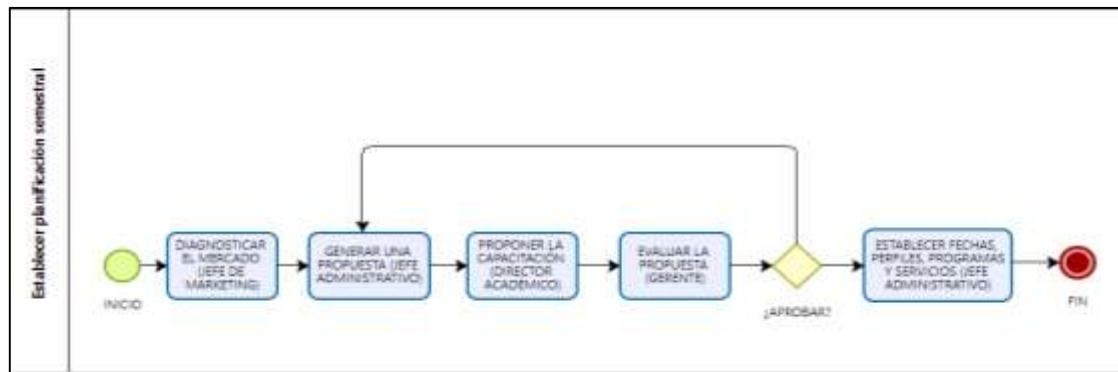 Establecer planificación semestral
INICIO
DIAGNOSTICAR
EL MERCADO
(JEFE DE
MARKETING)
GENERAR UNA
PROPUESTA (JEFE
ADMINISTRATIVO)
PROPONER LA
CAPACITACIÓN
(DIRECTOR
ACADEMICO)
EVALUAR LA
PROPUESTA
(GERENTE)
¿APROBAR?
ESTABLECER FECHAS,
PERFILES, PROGRAMAS
Y SERVICIOS (JEFE
ADMINISTRATIVO)
FIN